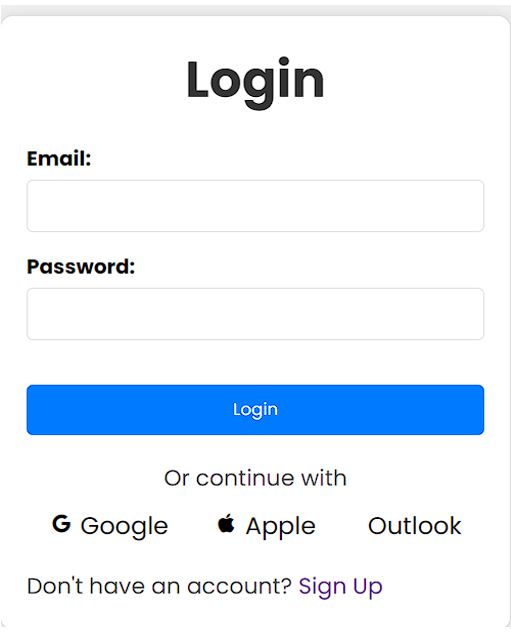 Login
Email:
Password:
Login
Or continue with
Google Apple Outlook
Don't have an account? Sign Up